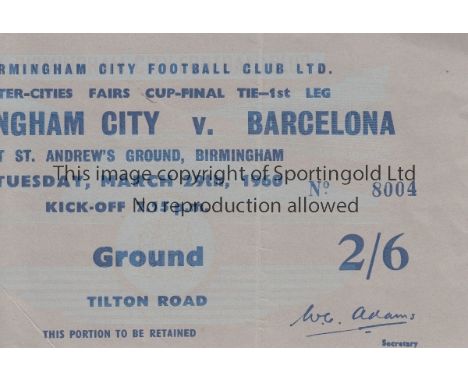 RMINGHAM CITY FOOTBALL CLUB LTD.
TER-CITIES FAIRS CUP-FINAL TIE—1st LEG
NGHAM CITY v. BARCELONA
T ST. ANDREW'S GROUND, BIRMINGHAM
This image is copyright of Sportingold Ltd
TUESDAY, MARCH 29th, 1960
No 8004
No reproduction allowed
KICK-OFF p.m.
Ground 2/6
TILTON ROAD
W.G. Adams
THIS PORTION TO BE RETAINED
Secretary